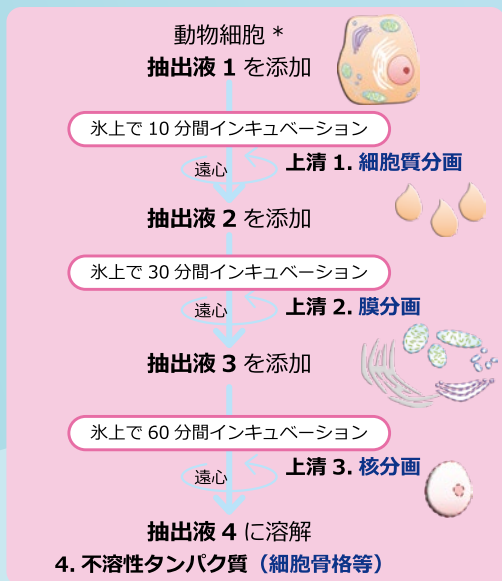 動物細胞 *
抽出液 1 を添加
氷上で 10 分間インキュベーション
遠心
上清 1. 細胞質分画
抽出液 2 を添加
氷上で 30 分間インキュベーション
遠心
上清 2. 膜分画
抽出液 3 を添加
氷上で 60 分間インキュベーション
遠心
上清 3. 核分画
抽出液 4 に溶解
4. 不溶性タンパク質（細胞骨格等）